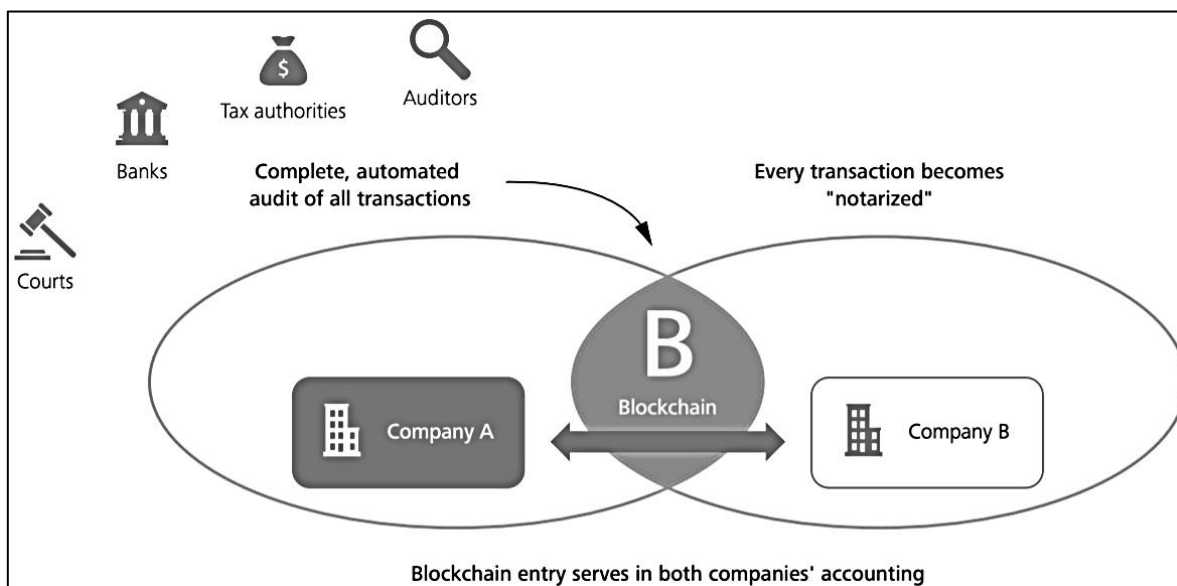 $
Tax authorities
Auditors
Banks
Courts
Complete, automated
audit of all transactions
Every transaction becomes
"notarized"
B
Blockchain
Company A
Company B
Blockchain entry serves in both companies' accounting